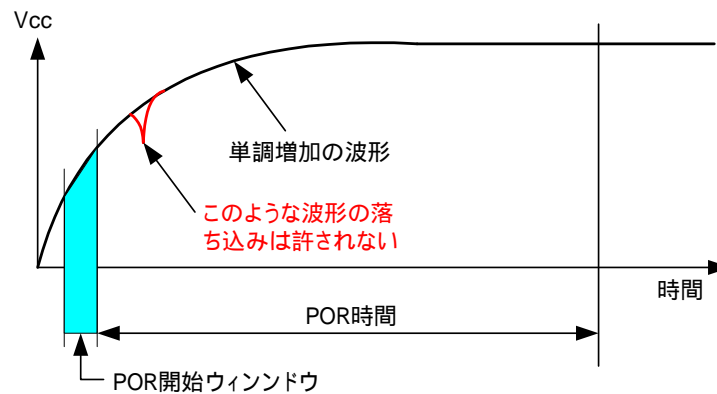 Vcc
単調増加の波形
このような波形の落
ち込みは許されない
時間
POR時間
POR開始ウィンンドウ